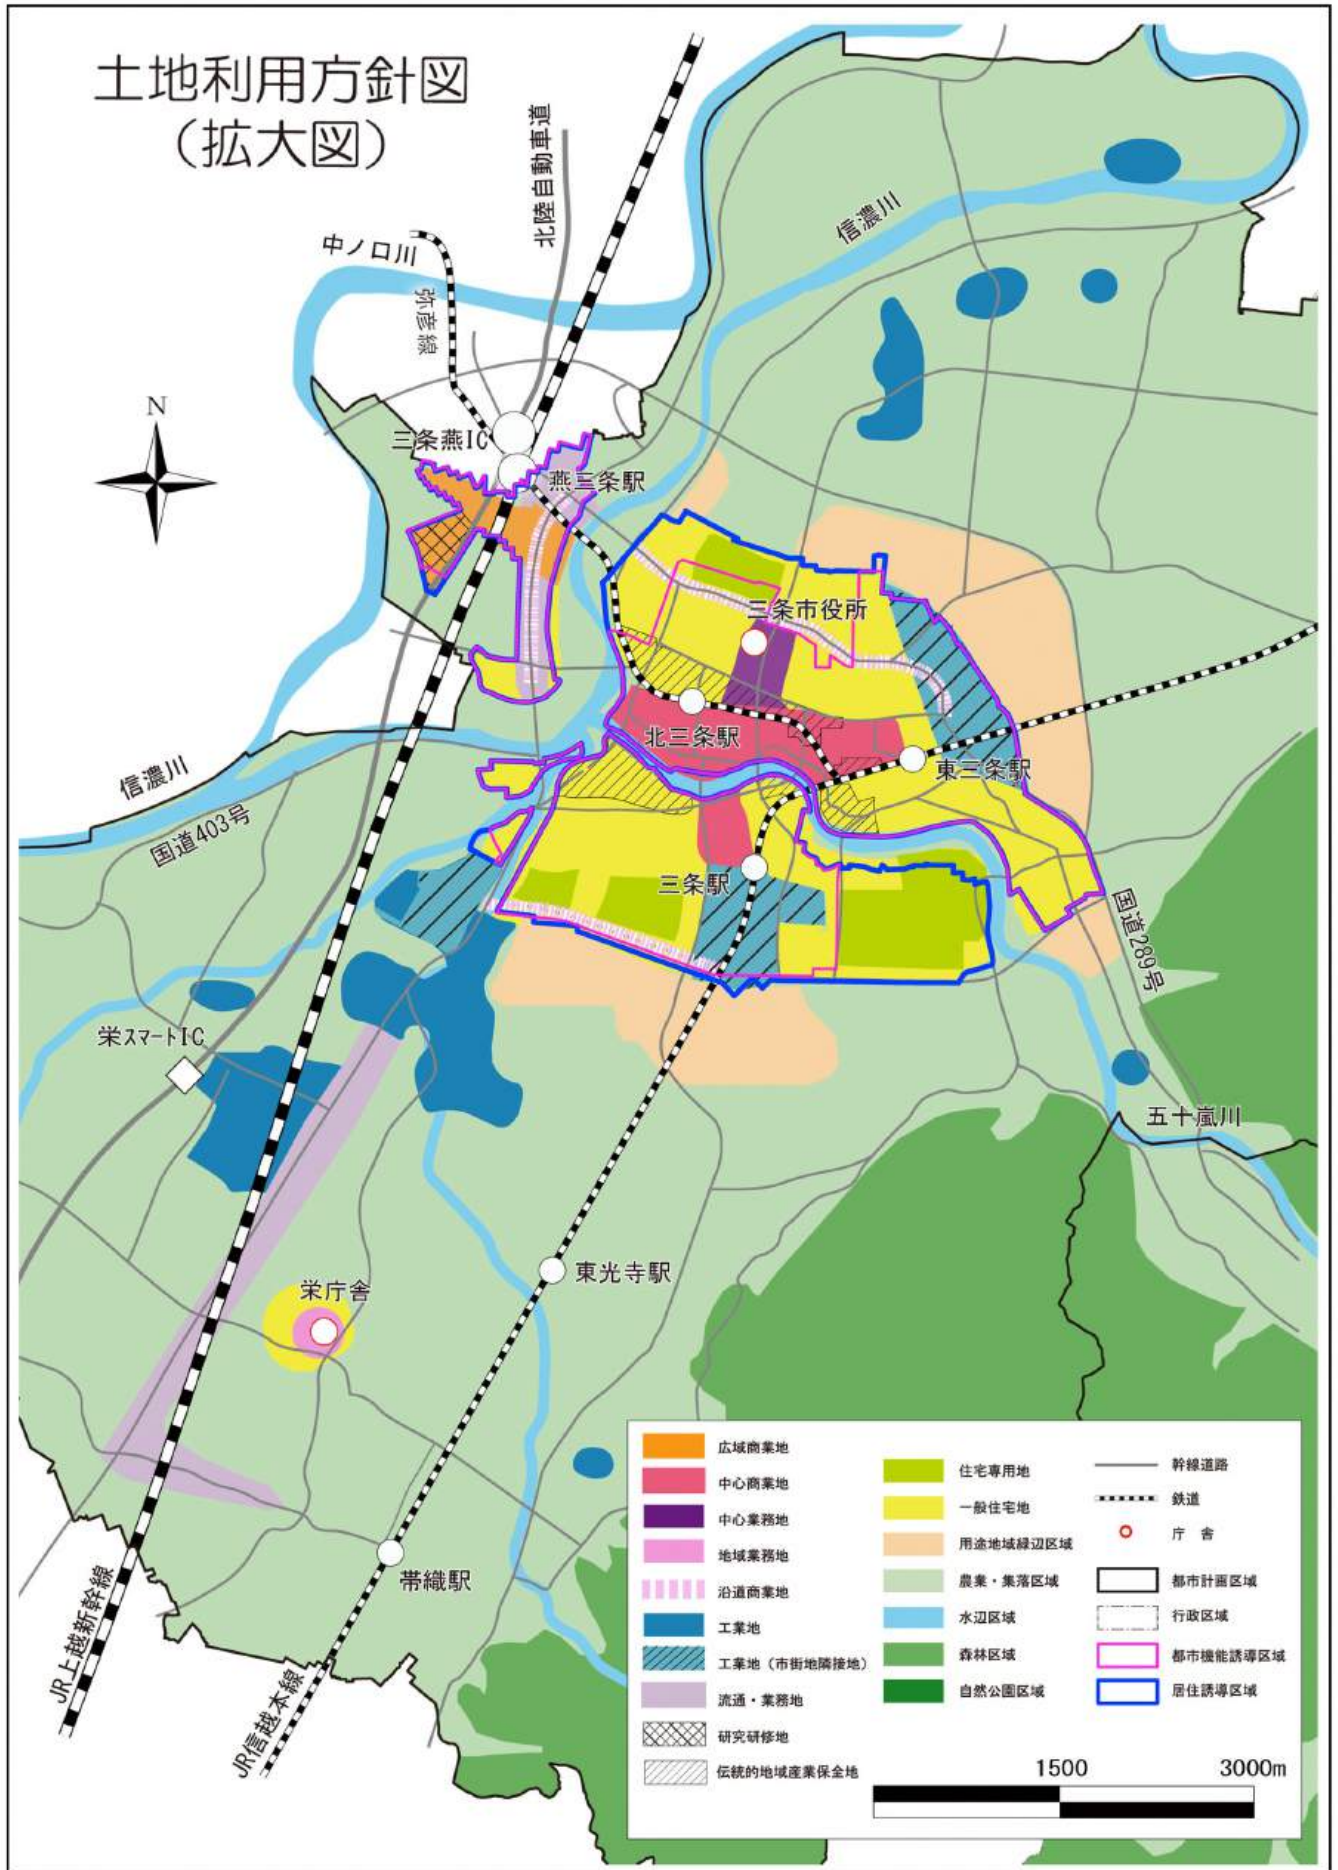 土地利用方針図
（拡大図）
北陸自動車道
中ノ口川
弥彦線
信濃川
N
三条燕IC
燕三条駅
三条市役所
北三条駅
東三条駅
信濃川
国道403号
三条駅
国道289号
栄スマートIC
五十嵐川
東光寺駅
栄庁舎
帯織駅
JR上越新幹線
JR信越本線
広域商業地
中心商業地
中心業務地
地域業務地
沿道商業地
工業地
工業地（市街地隣接地）
流通・業務地
研究研修地
伝統的地域産業保全地
住宅専用地
一般住宅地
用途地域縁辺区域
農業・集落区域
水辺区域
森林区域
自然公園区域
幹線道路
鉄道
庁 舎
都市計画区域
行政区域
都市機能誘導区域
居住誘導区域
1500 3000m